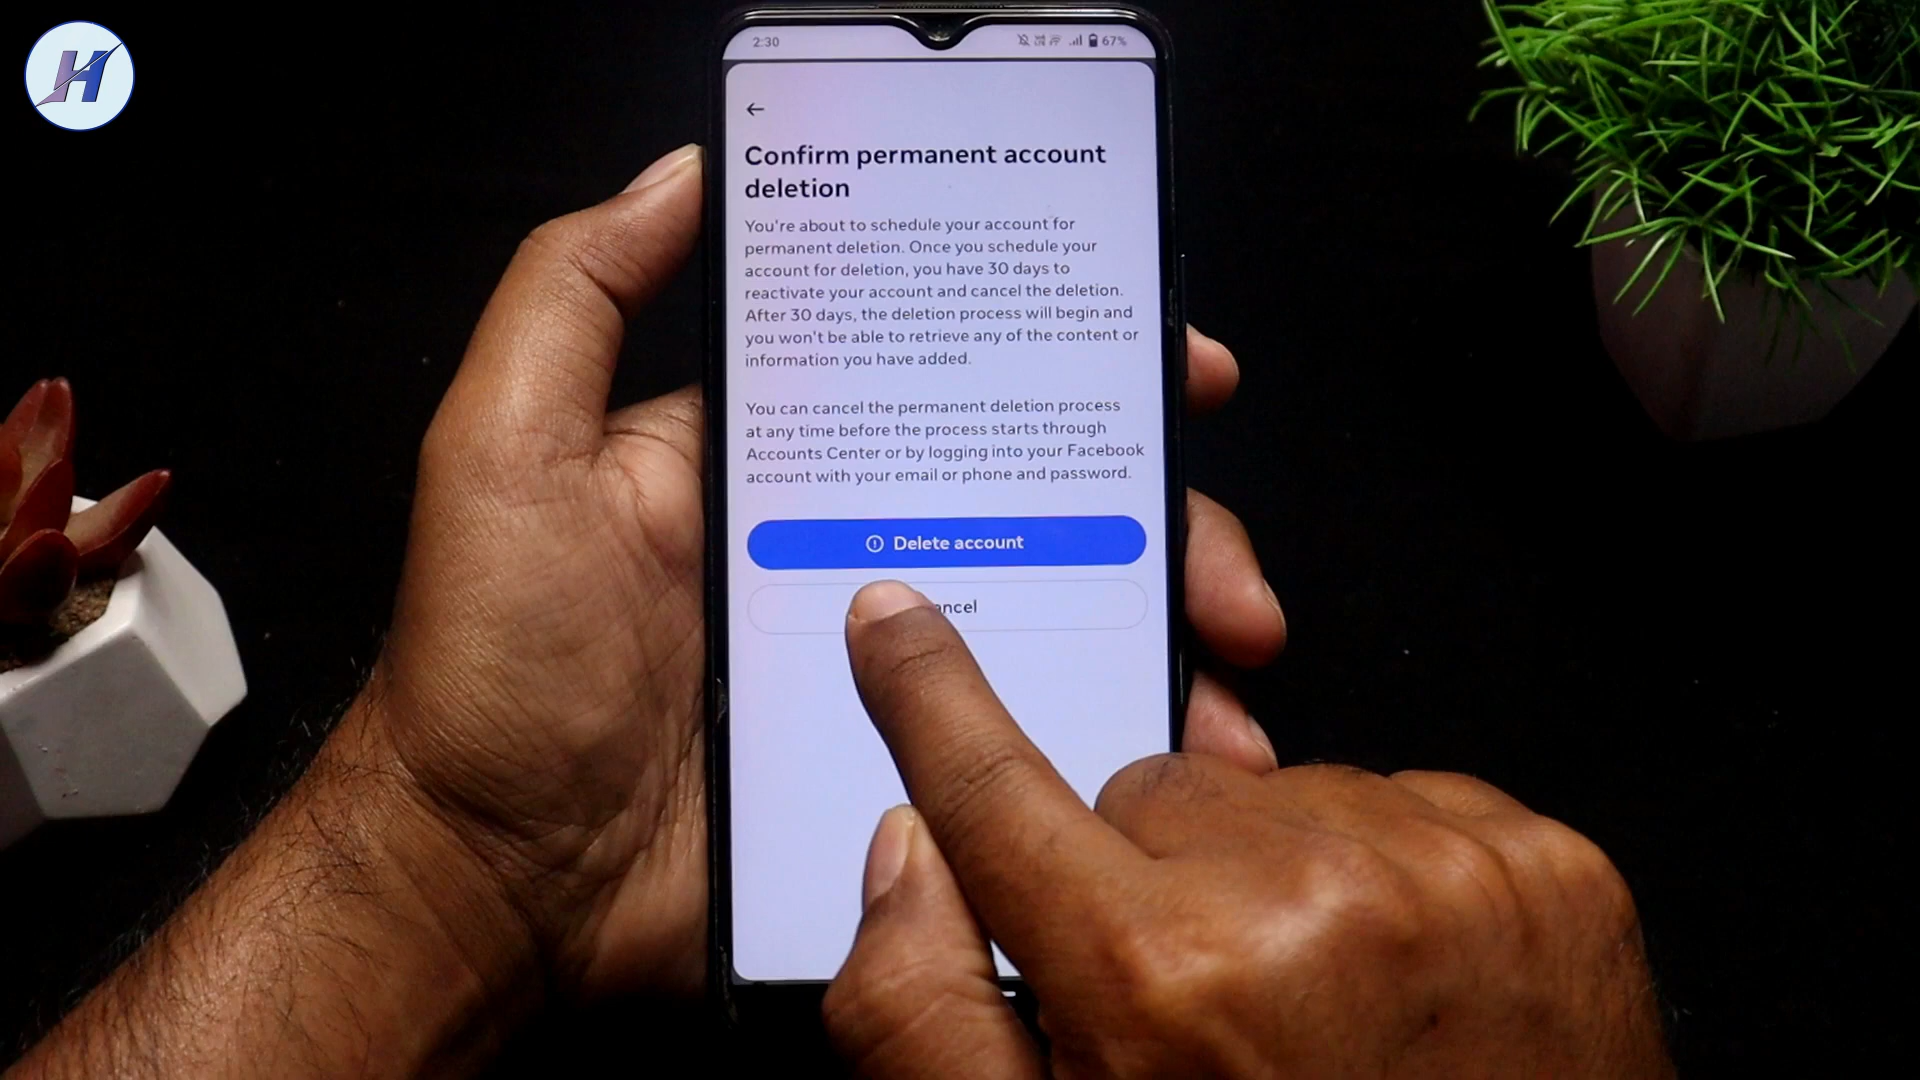 H
2:30
67%
Confirm permanent account
deletion
You're about to schedule your account for
permanent deletion. Once you schedule your
account for deletion, you have 30 days to
reactivate your account and cancel the deletion.
After 30 days, the deletion process will begin and
you won't be able to retrieve any of the content or
information you have added.
You can cancel the permanent deletion process
at any time before the process starts through
Accounts Center or by logging into your Facebook
account with your email or phone and password.
Delete account
ancel